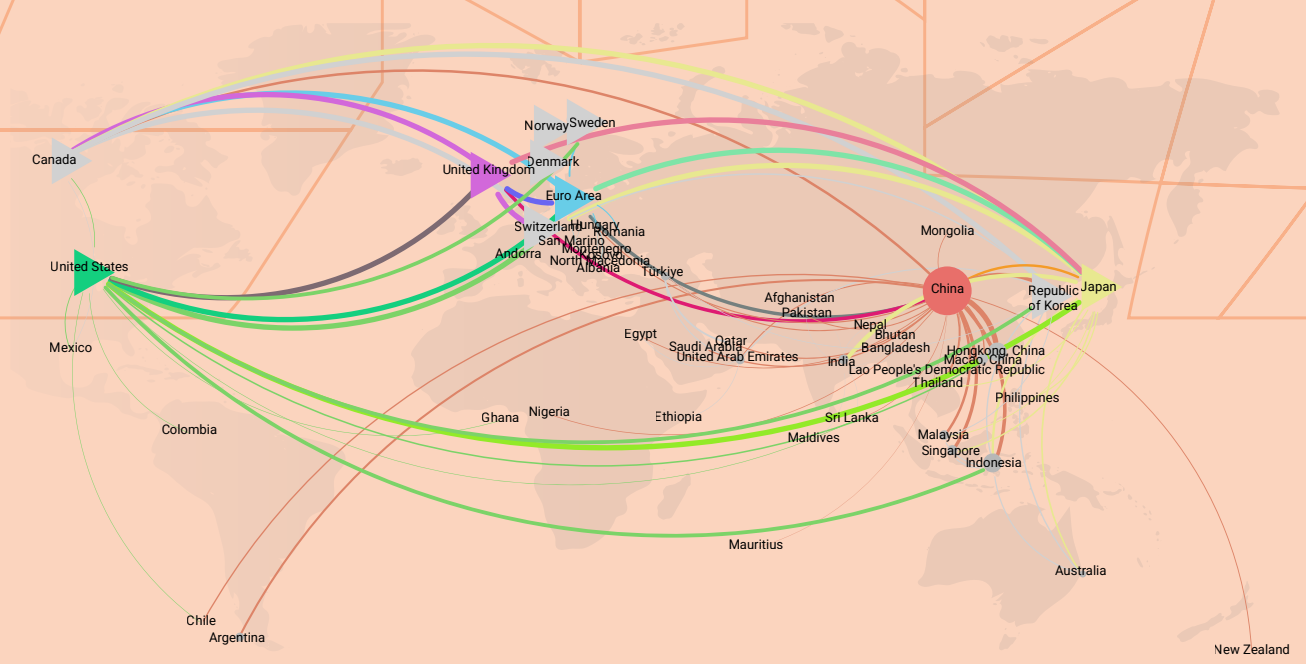 Norway
Sweden
Canada
Denmark
United Kingdom
Euro Area
Switzerland
Hungary
Romania
Mongolia
San Marino
Montenegro
Andorra
Kosovo
North Macedonia
Albania
United States
Türkiye
China
Japan
Republic
of Korea
Afghanistan
Pakistan
Nepal
Egypt
Bhutan
Qatar
Saudi Arabia
Bangladesh
Mexico
Hongkong, China
United Arab Emirates
Macao, China
India
Lao People's Democratic Republic
Thailand
Philippines
Ghana
Nigeria
Ethiopia
Sri Lanka
Colombia
Maldives
Malaysia
Singapore
Indonesia
Mauritius
Australia
Chile
Argentina
New Zealand